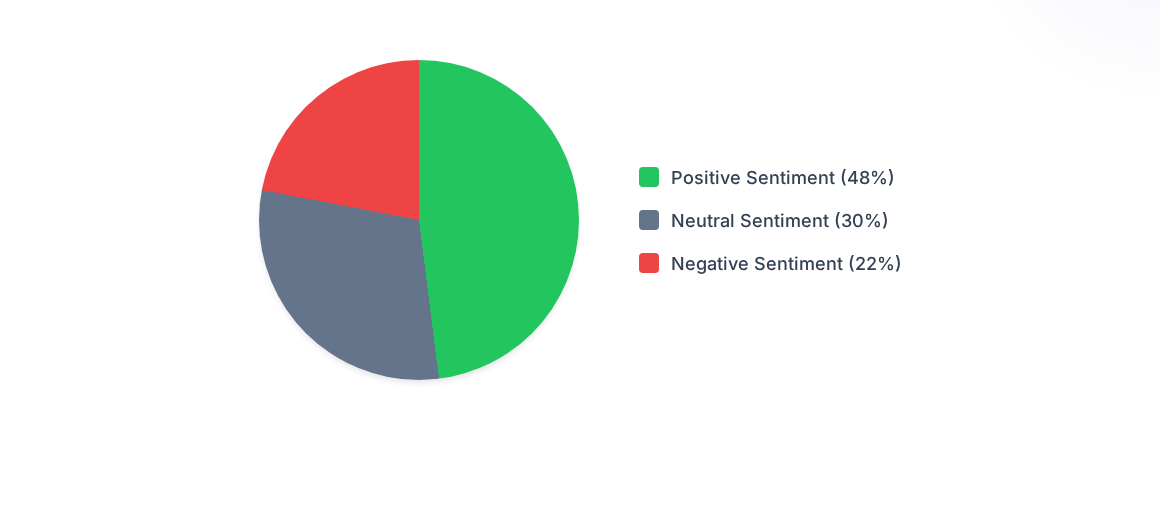 Positive Sentiment (48%)
Neutral Sentiment (30%)
Negative Sentiment (22%)